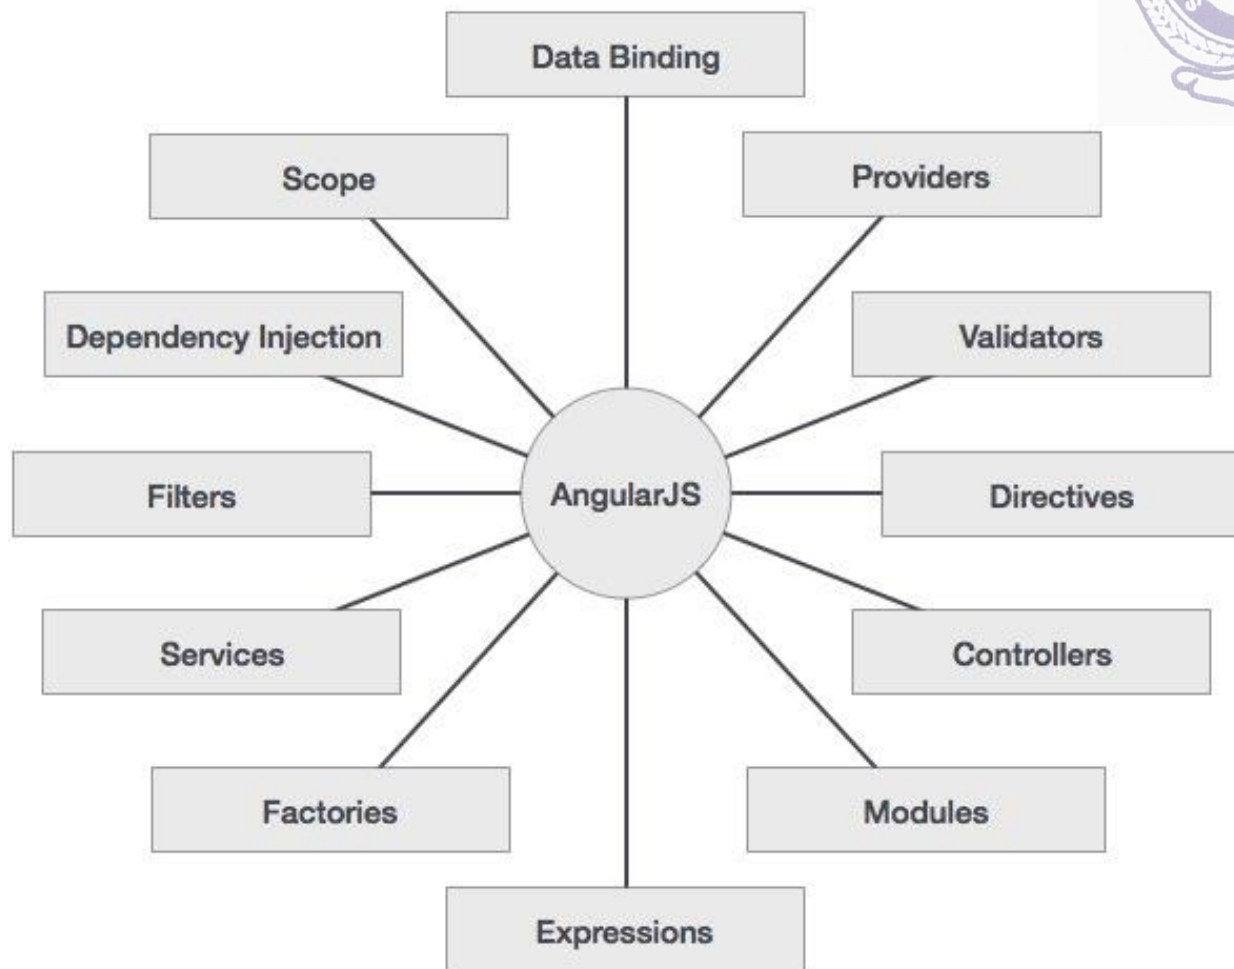 Data Binding
Scope
Providers
Dependency Injection
Validators
Filters
AngularJS
Directives
Services
Controllers
Factories
Modules
Expressions